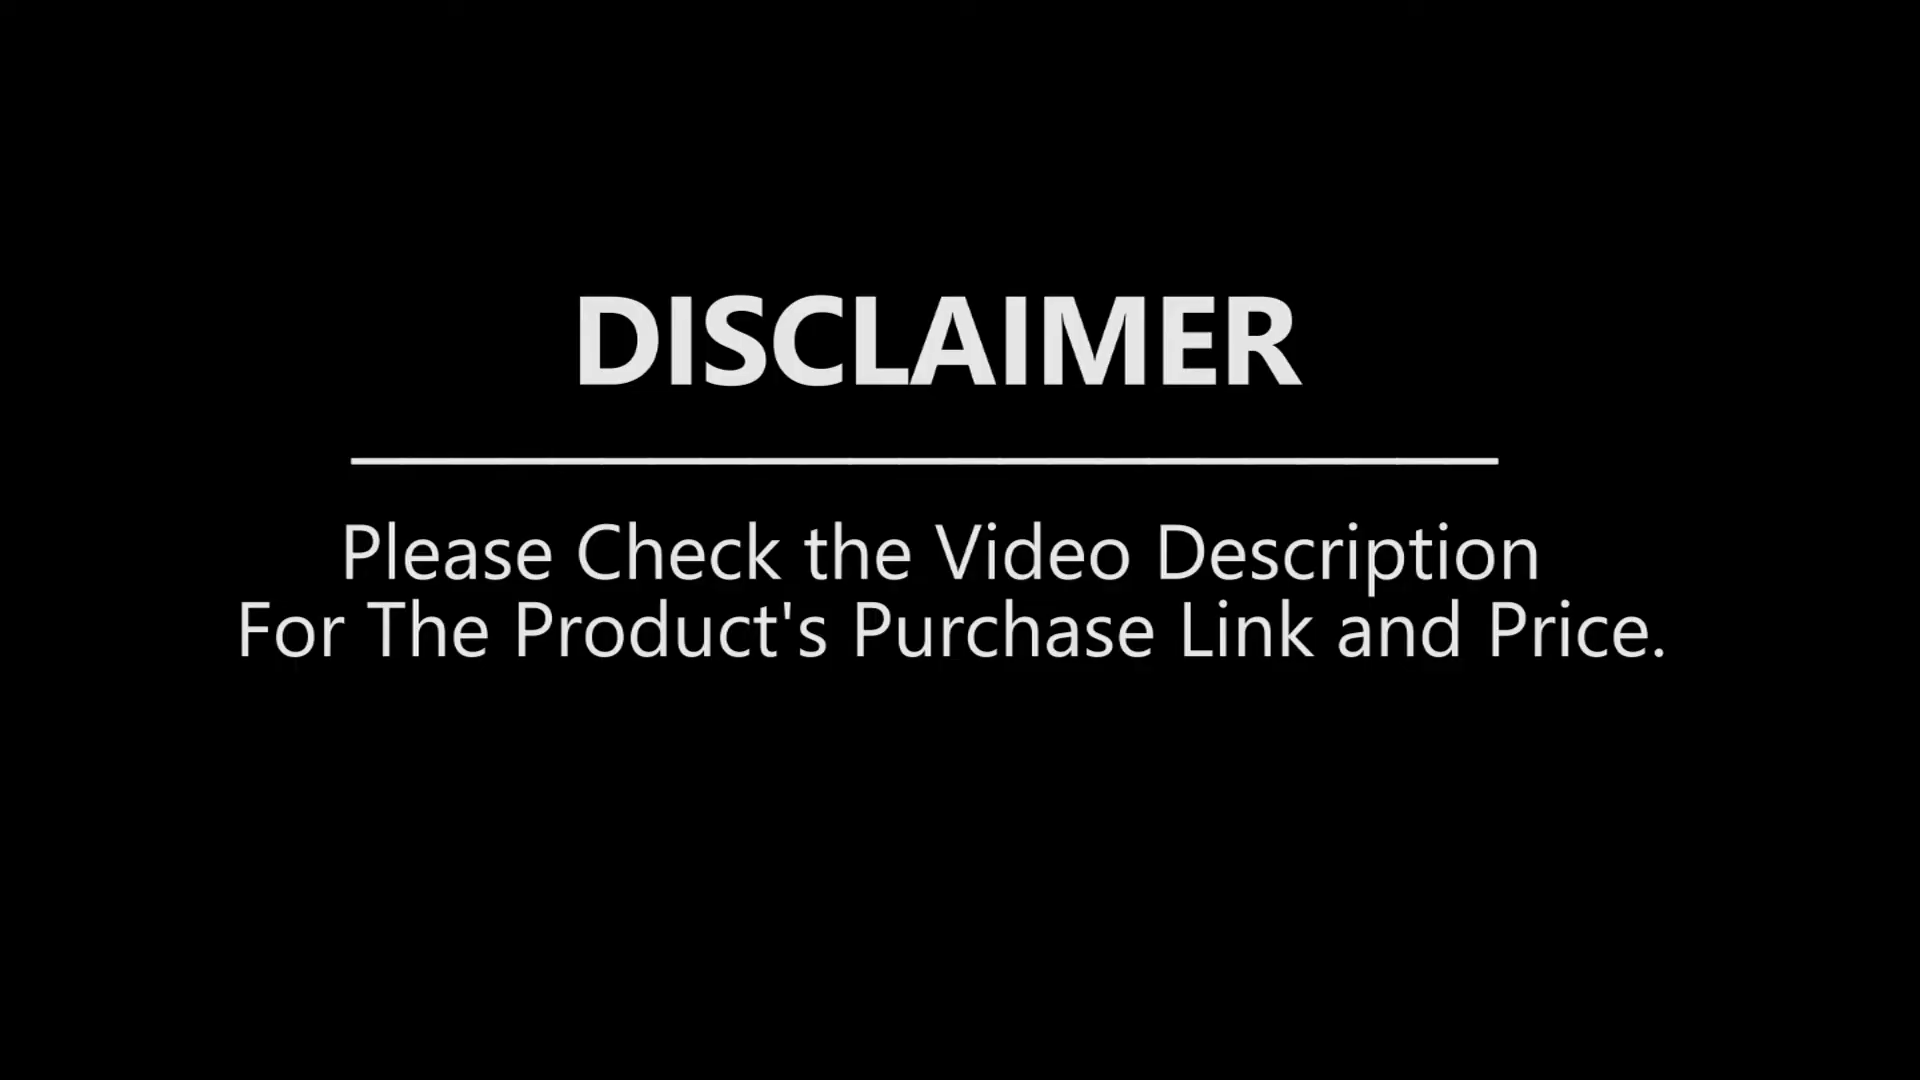 DISCLAIMER
Please Check the Video Description
For The Product's Purchase Link and Price.